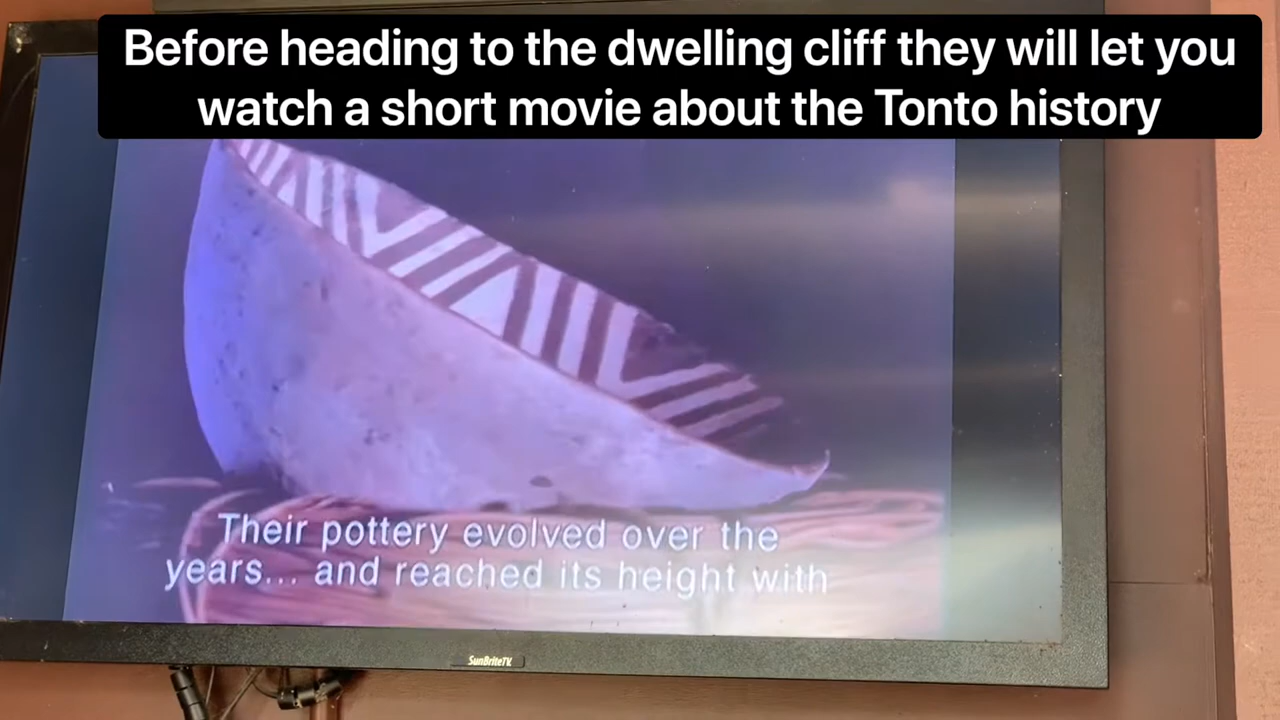 Before heading to the dwelling cliff they will let you
watch a short movie about the Tonto history
Their pottery evolved over the
years... and reached its height with
SunBriteTV.